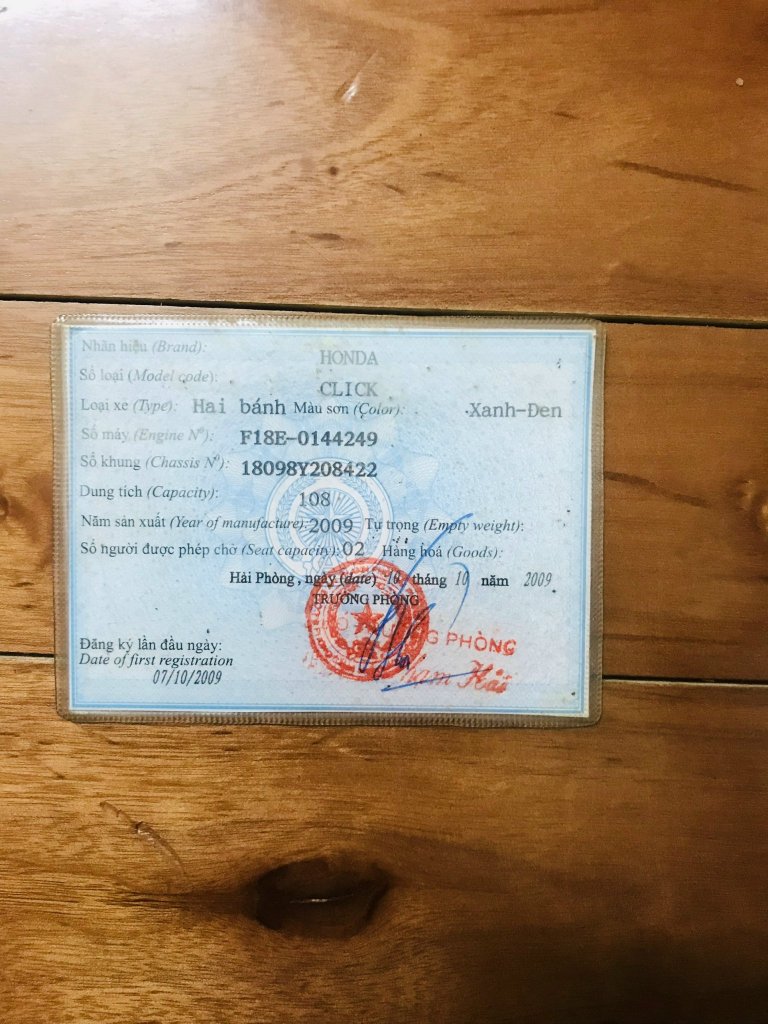 Nhãn hiệu (Brand): HONDA
Số loại (Model code): CLICK
Loại xe (Type): Hai bánh Màu sơn (Color): Xanh-Đen
Số máy (Engine Nº): F18E-0144249
Số khung (Chassis Nº): 18098Y208422
Dung tích (Capacity): 108
Năm sản xuất (Year of manufacture): 2009 Tự trọng (Empty weight):
Số người được phép chở (Seat capacity): 02 Hàng hoá (Goods):
Hải Phòng, ngày (date) 10 tháng 10 năm 2009
TRƯỞNG PHÒNG
PHÒNG
Đăng ký lần đầu ngày:
Date of first registration
07/10/2009